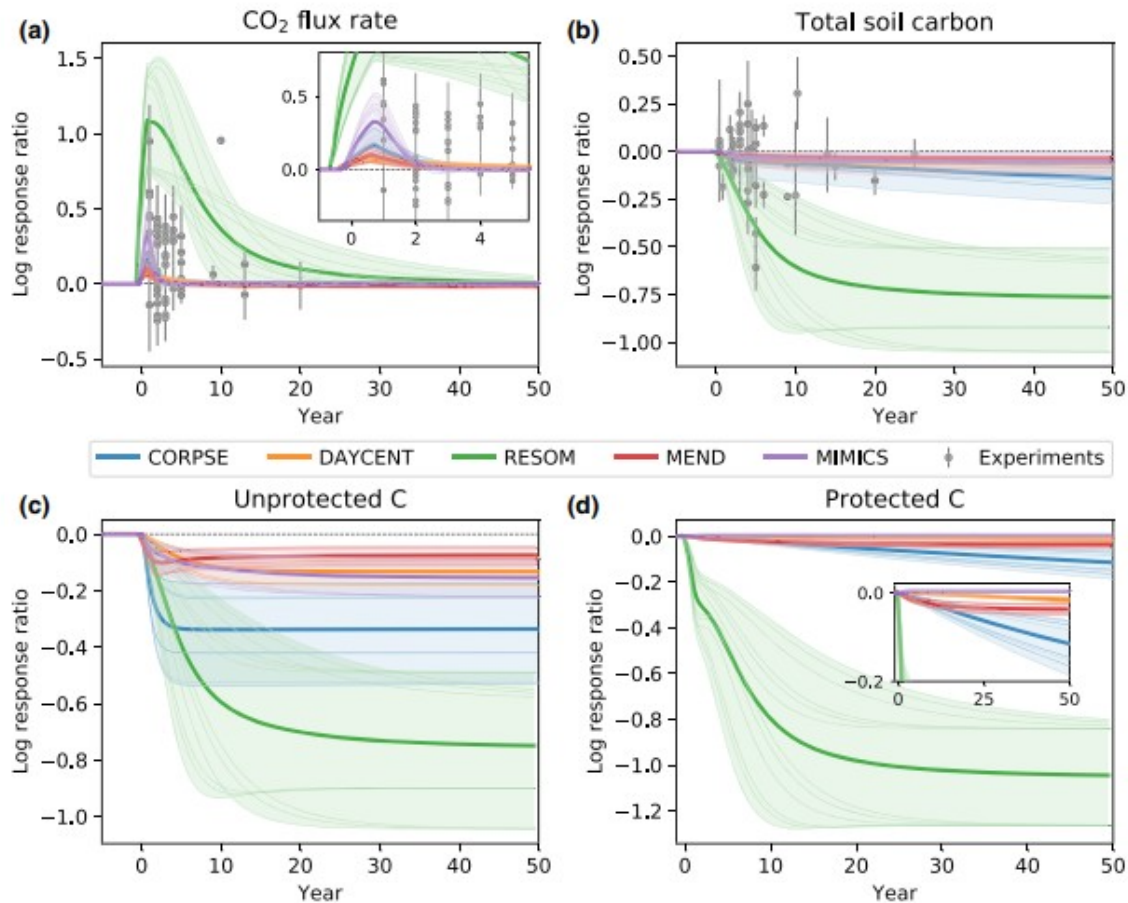 (a) CO₂ flux rate
Log response ratio
1.5
1.0
0.5
0.0
−0.5
0 10 20 30 40 50
Year
0.5
0.0
0 2 4
(b) Total soil carbon
Log response ratio
0.50
0.25
0.00
−0.25
−0.50
−0.75
−1.00
0 10 20 30 40 50
Year
CORPSE DAYCENT RESOM MEND MIMICS Experiments
(c) Unprotected C
Log response ratio
0.0
−0.2
−0.4
−0.6
−0.8
−1.0
0 10 20 30 40 50
Year
(d) Protected C
Log response ratio
0.0
−0.2
−0.4
−0.6
−0.8
−1.0
−1.2
0 10 20 30 40 50
Year
0.0
−0.2
0 25 50